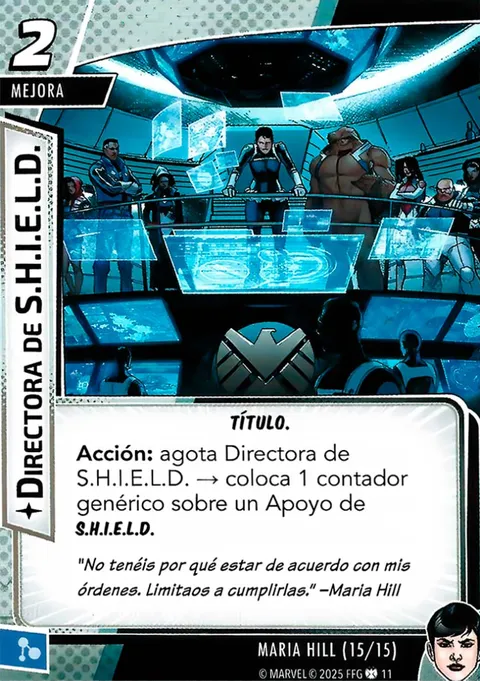 2
MEJORA
DIRECTORA DE S.H.I.E.L.D.
TÍTULO.
Acción: agota Directora de
S.H.I.E.L.D. → coloca 1 contador
genérico sobre un Apoyo de
S.H.I.E.L.D.
"No tenéis por qué estar de acuerdo con mis
órdenes. Limitaos a cumplirlas." –Maria Hill
MARIA HILL (15/15)
© MARVEL © 2025 FFG 11